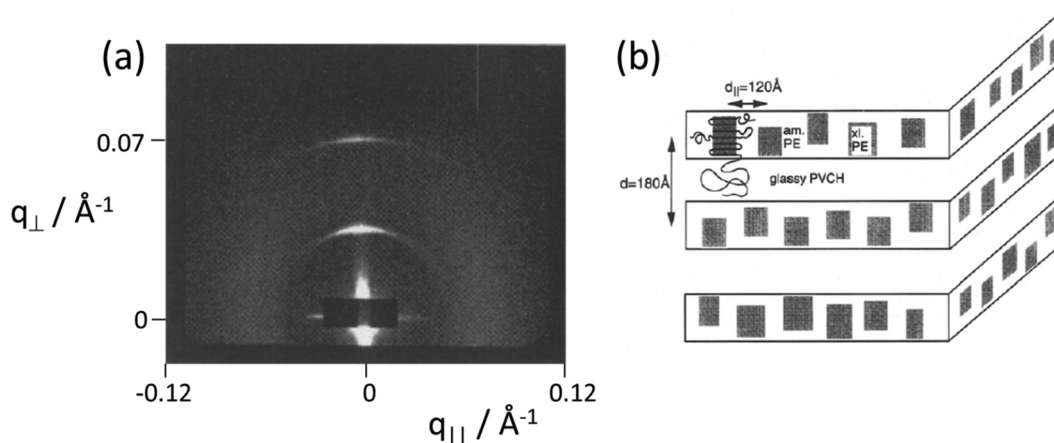 (a)
0.07
q⊥ / Å-1
0
-0.12
0
0.12
q|| / Å-1
(b)
d||=120Å
am.
PE
xl.
PE
d=180Å
glassy PVCH